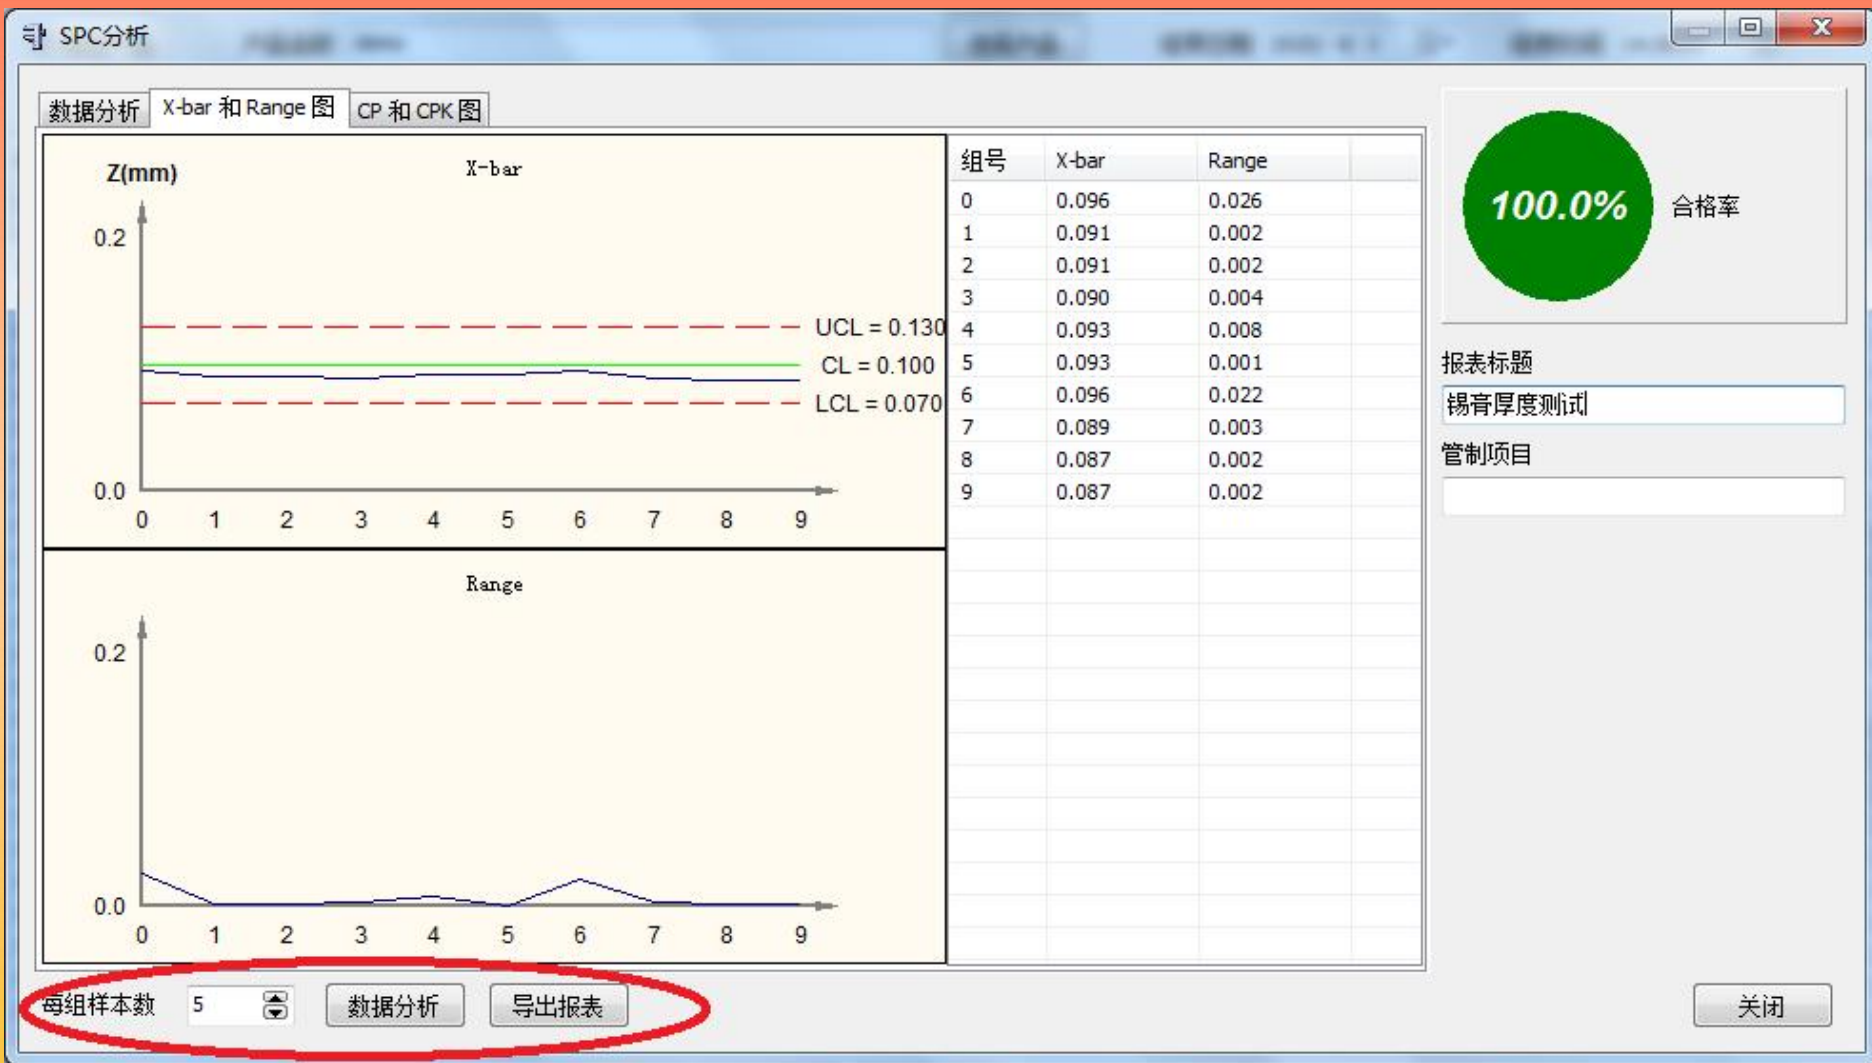 SPC分析
数据分析 X-bar 和 Range 图 CP 和 CPK 图
Z(mm)
X-bar
0.2
UCL = 0.130
CL = 0.100
LCL = 0.070
0.0
0 1 2 3 4 5 6 7 8 9
Range
0.2
0.0
0 1 2 3 4 5 6 7 8 9
组号 X-bar Range
0 0.096 0.026
1 0.091 0.002
2 0.091 0.002
3 0.090 0.004
4 0.093 0.008
5 0.093 0.001
6 0.096 0.022
7 0.089 0.003
8 0.087 0.002
9 0.087 0.002
100.0% 合格率
报表标题
锡膏厚度测试
管制项目
每组样本数 5 数据分析 导出报表
关闭